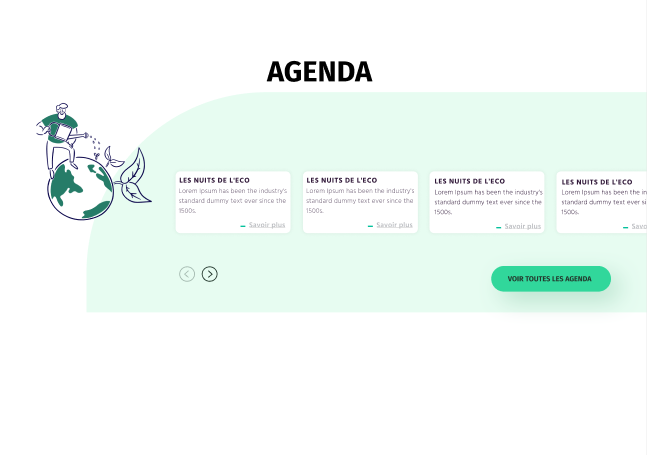 AGENDA
LES NUITS DE L'ECO
Lorem Ipsum has been the industry's
standard dummy text ever since the
1500s.
Savoir plus
LES NUITS DE L'ECO
Lorem Ipsum has been the industry's
standard dummy text ever since the
1500s.
Savoir plus
LES NUITS DE L'ECO
Lorem Ipsum has been the industry's
standard dummy text ever since the
1500s.
Savoir plus
LES NUITS DE L'ECO
Lorem Ipsum has been the in
standard dummy text ever si
1500s.
Savoir
VOIR TOUTES LES AGENDA